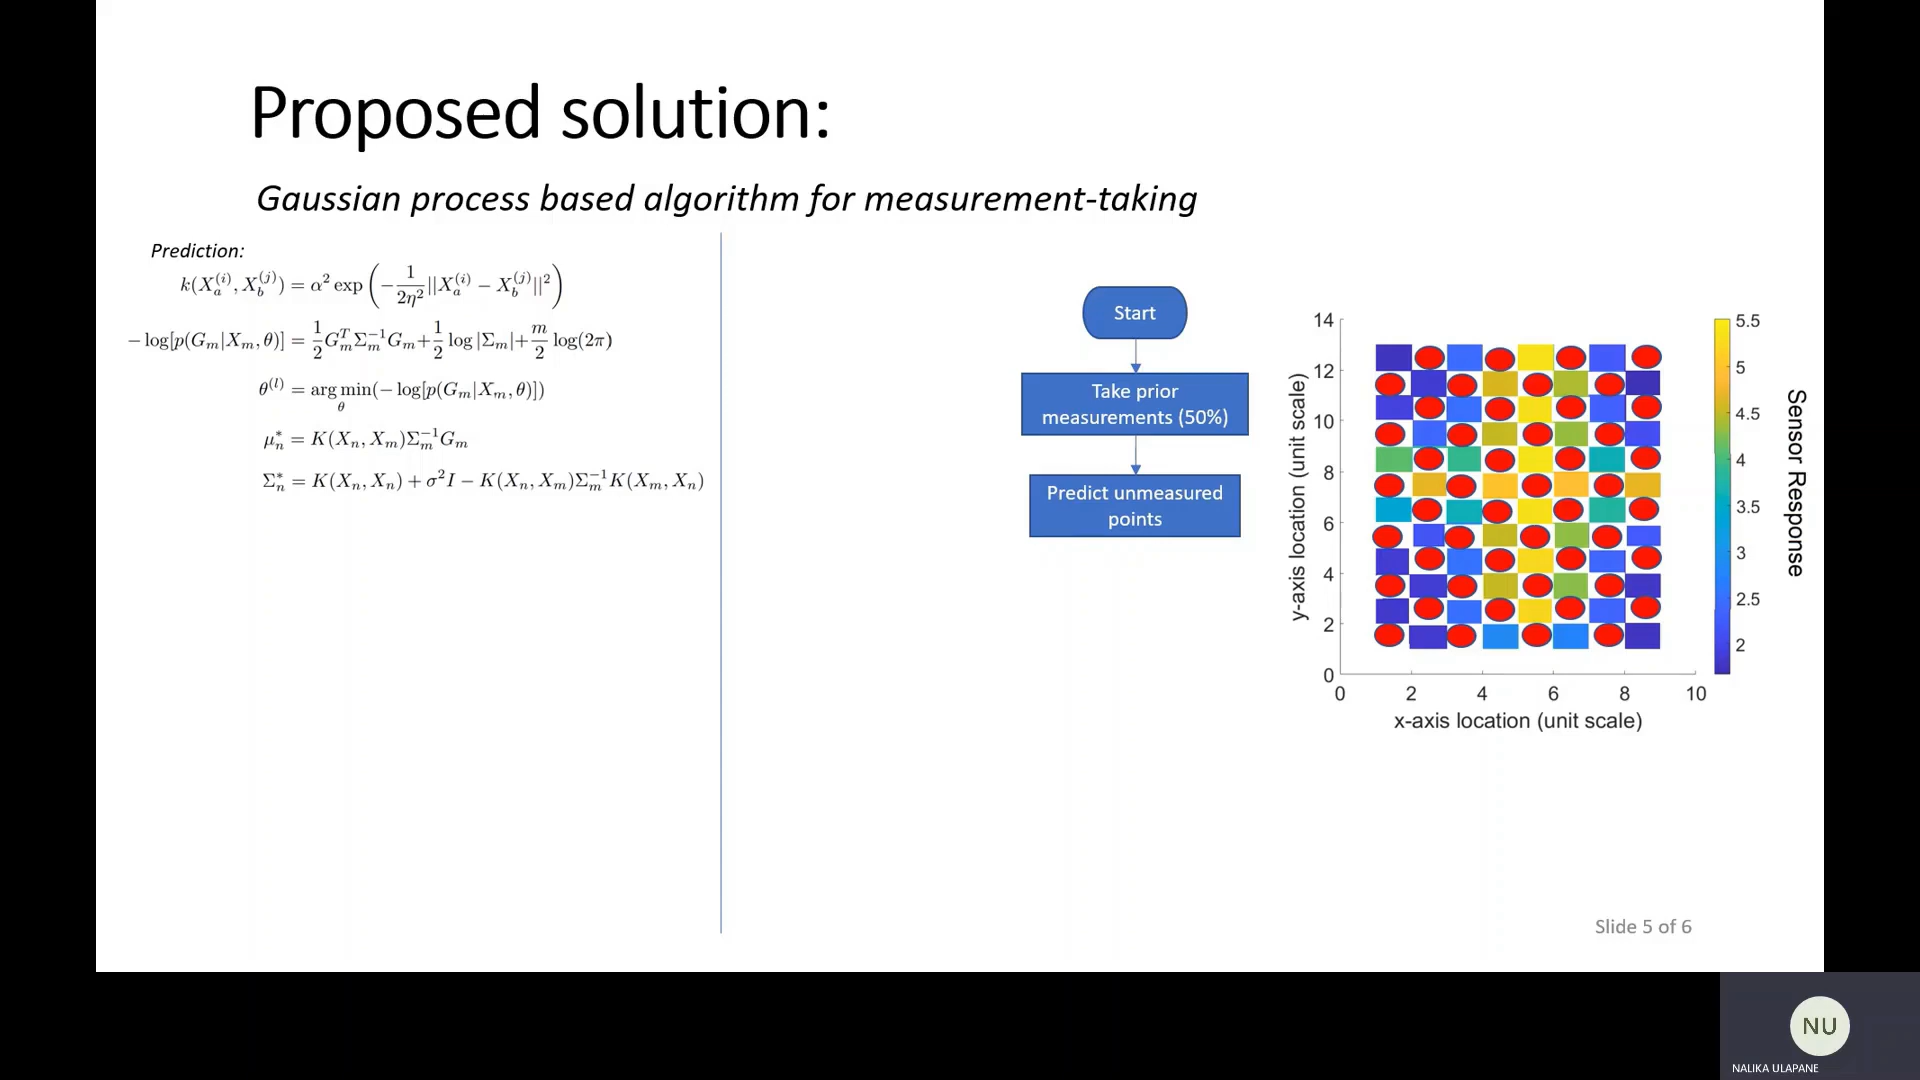 Proposed solution:
Gaussian process based algorithm for measurement-taking
Prediction:
k(X_a^{(i)}, X_b^{(j)}) = α² exp(−\frac{1}{2η²}||X_a^{(i)} − X_b^{(j)}||²)
−log[p(G_m|X_m, θ)] = \frac{1}{2}G_m^T Σ_m^{−1} G_m + \frac{1}{2} log|Σ_m| + \frac{m}{2} log(2π)
θ^{(l)} = arg min_θ(−log[p(G_m|X_m, θ)])
μ_n^* = K(X_n, X_m)Σ_m^{−1}G_m
Σ_n^* = K(X_n, X_n) + σ²I − K(X_n, X_m)Σ_m^{−1}K(X_m, X_n)
Start
Take prior
measurements (50%)
Predict unmeasured
points
y-axis location (unit scale)
14
12
10
8
6
4
2
0
0 2 4 6 8 10
x-axis location (unit scale)
5.5
5
4.5
4
3.5
3
2.5
2
Sensor Response
Slide 5 of 6
NU
NALIKA ULAPANE